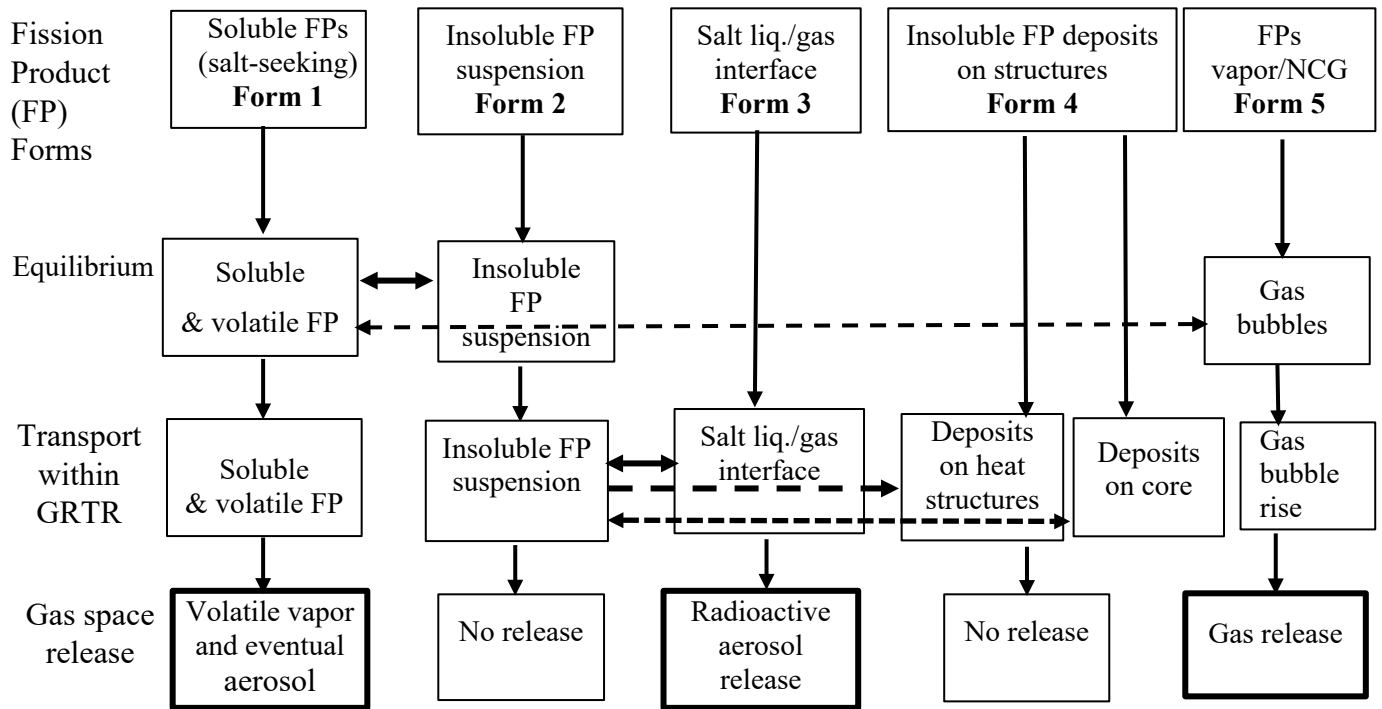 Fission
Product
(FP)
Forms
Soluble FPs
(salt-seeking)
Form 1
Insoluble FP
suspension
Form 2
Salt liq./gas
interface
Form 3
Insoluble FP deposits
on structures
Form 4
FPs
vapor/NCG
Form 5
Equilibrium
Soluble
& volatile FP
Insoluble
FP
suspension
Gas
bubbles
Transport
within
GRTR
Soluble
& volatile FP
Insoluble FP
suspension
Salt liq./gas
interface
Deposits
on heat
structures
Deposits
on core
Gas
bubble
rise
Gas space
release
Volatile vapor
and eventual
aerosol
No release
Radioactive
aerosol
release
No release
Gas release